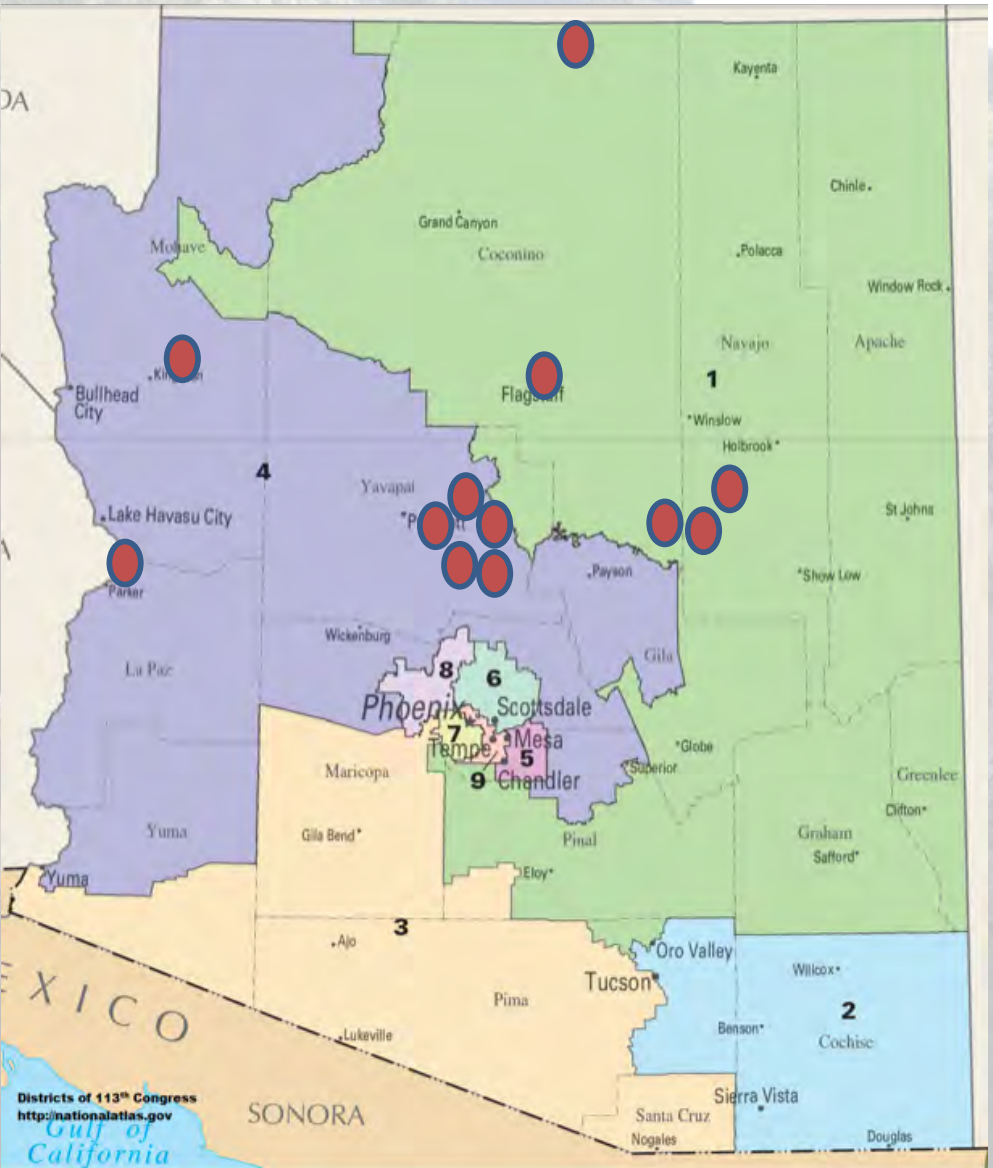 DA
Kayenta
Chinle
Grand Canyon
Mohave
Coconino
Polacca
Window Rock
Navajo
Apache
1
Bullhead
City
Flagstaff
Winslow
Holbrook
4
Yavapai
Lake Havasu City
St Johns
Payson
Show Low
Parker
Wickenburg
Gila
La Paz
8
6
Phoenix
Scottsdale
7
Mesa
Tempe
5
Globe
Superior
Maricopa
9
Chandler
Greenlee
Clifton
Yuma
Gila Bend
Pinal
Graham
Safford
Yuma
Eloy
3
Ajo
Oro Valley
Willcox
Tucson
EXICO
Pima
2
Benson
Cochise
Lukeville
Sierra Vista
Districts of 113th Congress
http://nationalatlas.gov
SONORA
Santa Cruz
Gulf of
California
Nogales
Douglas